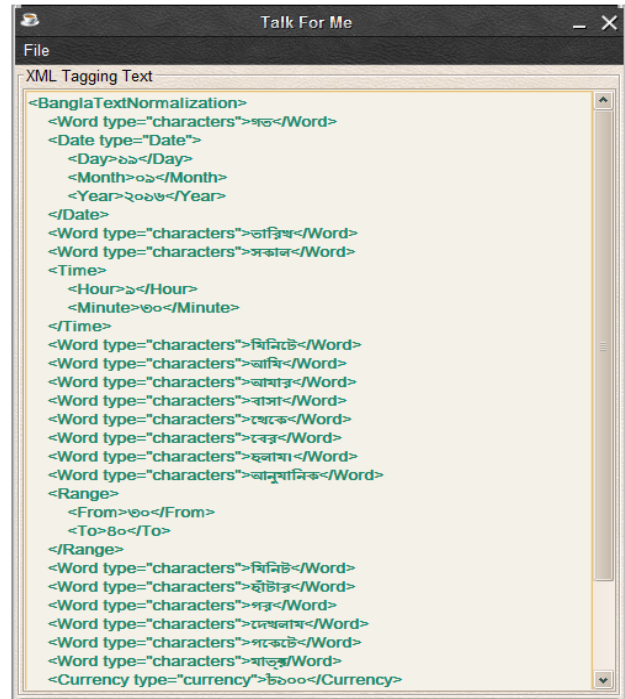 Talk For Me
File
XML Tagging Text
<BanglaTextNormalization>
<Word type="characters">গত</Word>
<Date type="Date">
<Day>১৯</Day>
<Month>০৯</Month>
<Year>২০১৬</Year>
</Date>
<Word type="characters">তারিখ</Word>
<Word type="characters">সকাল</Word>
<Time>
<Hour>৯</Hour>
<Minute>৩০</Minute>
</Time>
<Word type="characters">মিনিটে</Word>
<Word type="characters">আমি</Word>
<Word type="characters">আমার</Word>
<Word type="characters">বাসা</Word>
<Word type="characters">থেকে</Word>
<Word type="characters">বের</Word>
<Word type="characters">হলাম।</Word>
<Word type="characters">আনুমানিক</Word>
<Range>
<From>৩০</From>
<To>৪০</To>
</Range>
<Word type="characters">মিনিট</Word>
<Word type="characters">হাঁটার</Word>
<Word type="characters">পর</Word>
<Word type="characters">দেখলাম</Word>
<Word type="characters">পকেটে</Word>
<Word type="characters">মাত্র/Word>
<Currency type="currency">৳১০০</Currency>